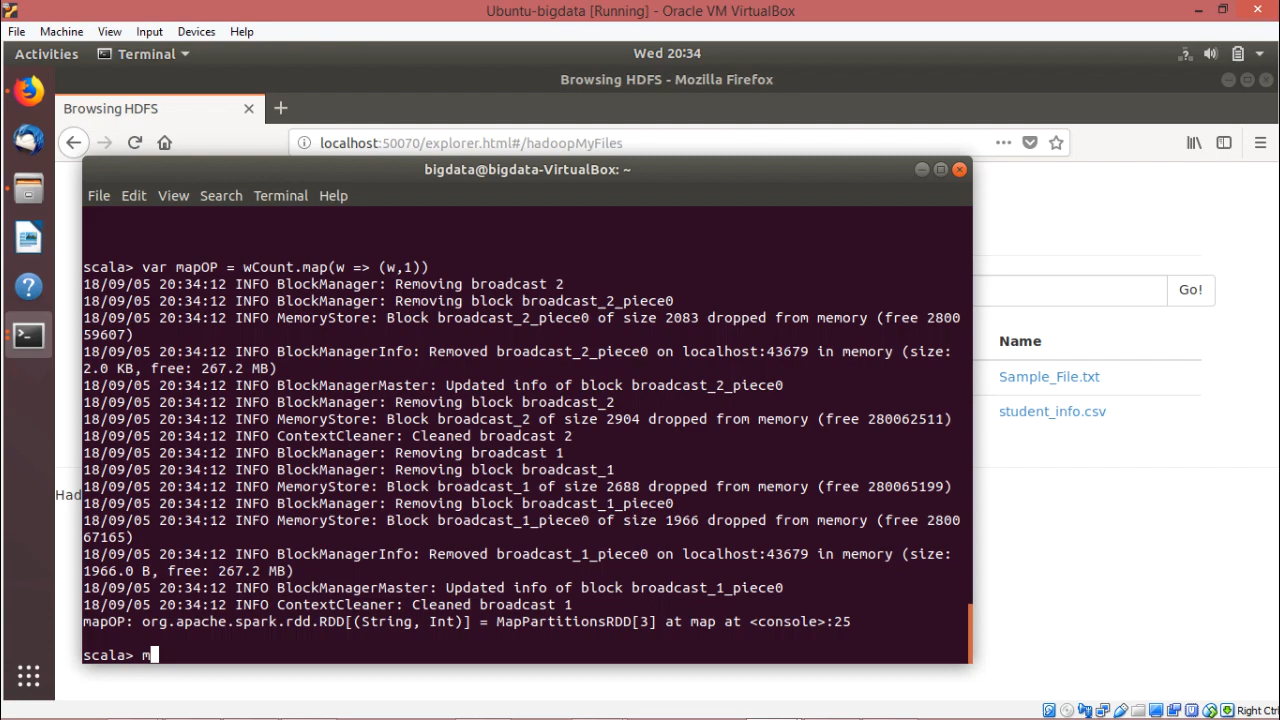 Ubuntu-bigdata [Running] - Oracle VM VirtualBox
File Machine View Input Devices Help
Activities Terminal Wed 20:34
Browsing HDFS - Mozilla Firefox
Browsing HDFS
localhost:50070/explorer.html#/hadoopMyFiles
bigdata@bigdata-VirtualBox: ~
File Edit View Search Terminal Help
scala> var mapOP = wCount.map(w => (w,1))
18/09/05 20:34:12 INFO BlockManager: Removing broadcast 2
18/09/05 20:34:12 INFO BlockManager: Removing block broadcast_2_piece0
18/09/05 20:34:12 INFO MemoryStore: Block broadcast_2_piece0 of size 2083 dropped from memory (free 2800
59607)
18/09/05 20:34:12 INFO BlockManagerInfo: Removed broadcast_2_piece0 on localhost:43679 in memory (size:
2.0 KB, free: 267.2 MB)
18/09/05 20:34:12 INFO BlockManagerMaster: Updated info of block broadcast_2_piece0
18/09/05 20:34:12 INFO BlockManager: Removing block broadcast_2
18/09/05 20:34:12 INFO MemoryStore: Block broadcast_2 of size 2904 dropped from memory (free 280062511)
18/09/05 20:34:12 INFO ContextCleaner: Cleaned broadcast 2
18/09/05 20:34:12 INFO BlockManager: Removing broadcast 1
18/09/05 20:34:12 INFO BlockManager: Removing block broadcast_1
18/09/05 20:34:12 INFO MemoryStore: Block broadcast_1 of size 2688 dropped from memory (free 280065199)
18/09/05 20:34:12 INFO BlockManager: Removing block broadcast_1_piece0
18/09/05 20:34:12 INFO MemoryStore: Block broadcast_1_piece0 of size 1966 dropped from memory (free 2800
67165)
18/09/05 20:34:12 INFO BlockManagerInfo: Removed broadcast_1_piece0 on localhost:43679 in memory (size:
1966.0 B, free: 267.2 MB)
18/09/05 20:34:12 INFO BlockManagerMaster: Updated info of block broadcast_1_piece0
18/09/05 20:34:12 INFO ContextCleaner: Cleaned broadcast 1
mapOP: org.apache.spark.rdd.RDD[(String, Int)] = MapPartitionsRDD[3] at map at <console>:25
scala> m
Go!
Name
Sample_File.txt
student_info.csv
Had
Right Ctrl